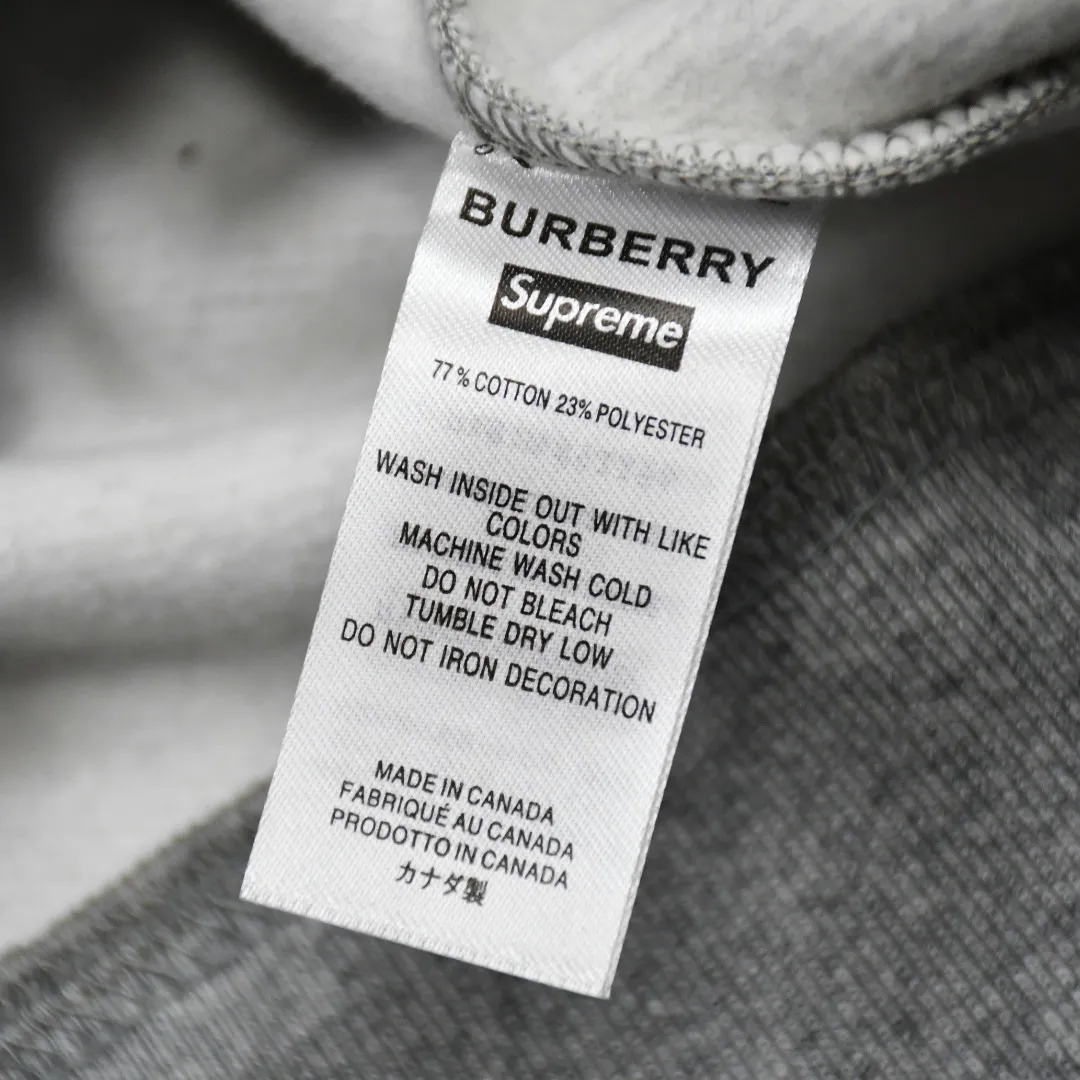 BURBERRY
Supreme
77% COTTON 23% POLYESTER
WASH INSIDE OUT WITH LIKE
COLORS
MACHINE WASH COLD
DO NOT BLEACH
TUMBLE DRY LOW
DO NOT IRON DECORATION
MADE IN CANADA
FABRIQUÉ AU CANADA
PRODOTTO IN CANADA
カナダ製